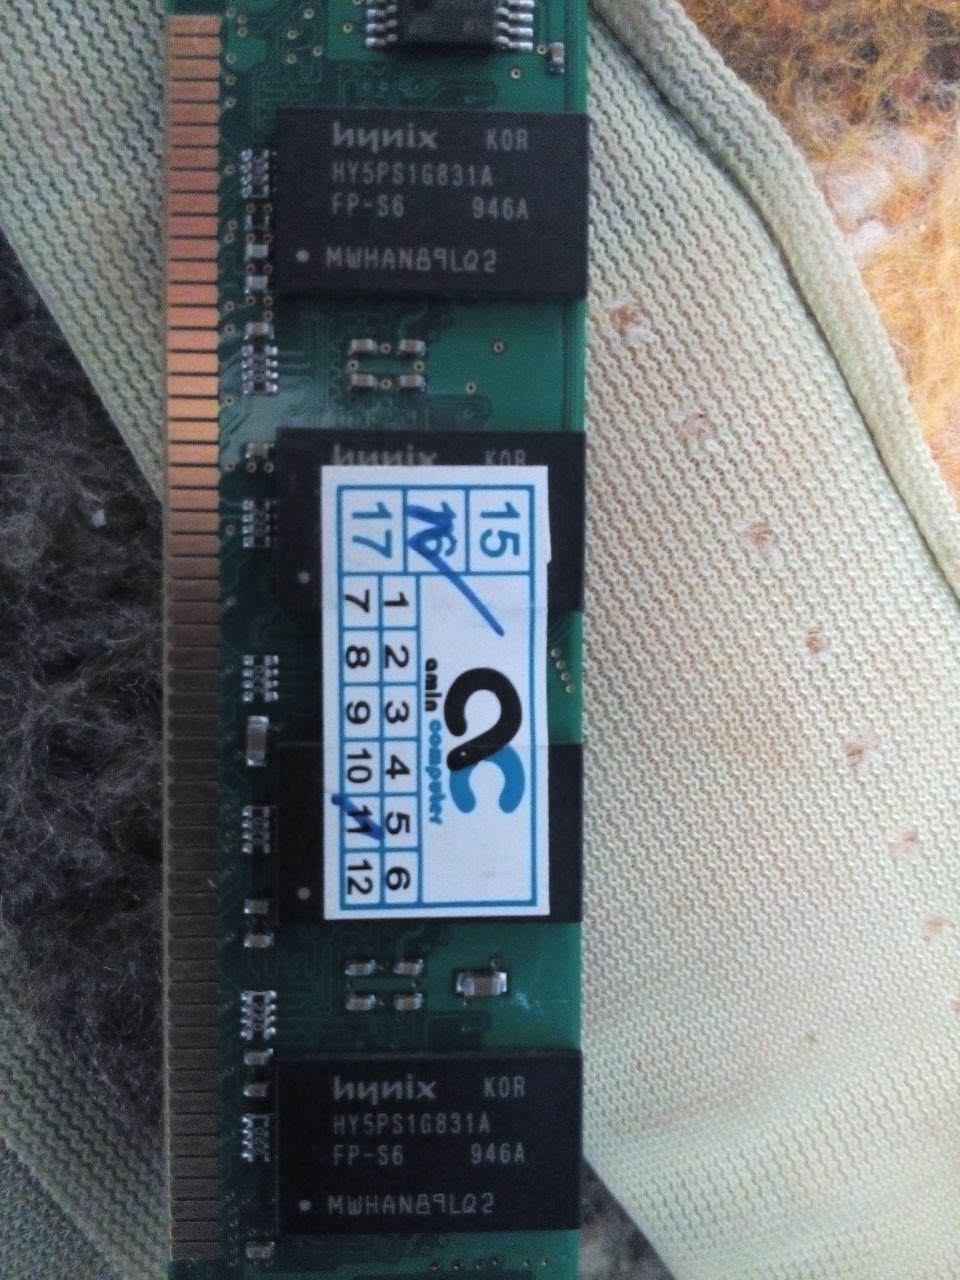 hynix KOR
HY5PS1G831A
FP-S6 946A
MWHAN89LQ2
hynix KOR
15 16 17
ac
amin computer
1 2 3 4 5 6
7 8 9 10 11 12
hynix KOR
HY5PS1G831A
FP-S6 946A
MWHAN89LQ2